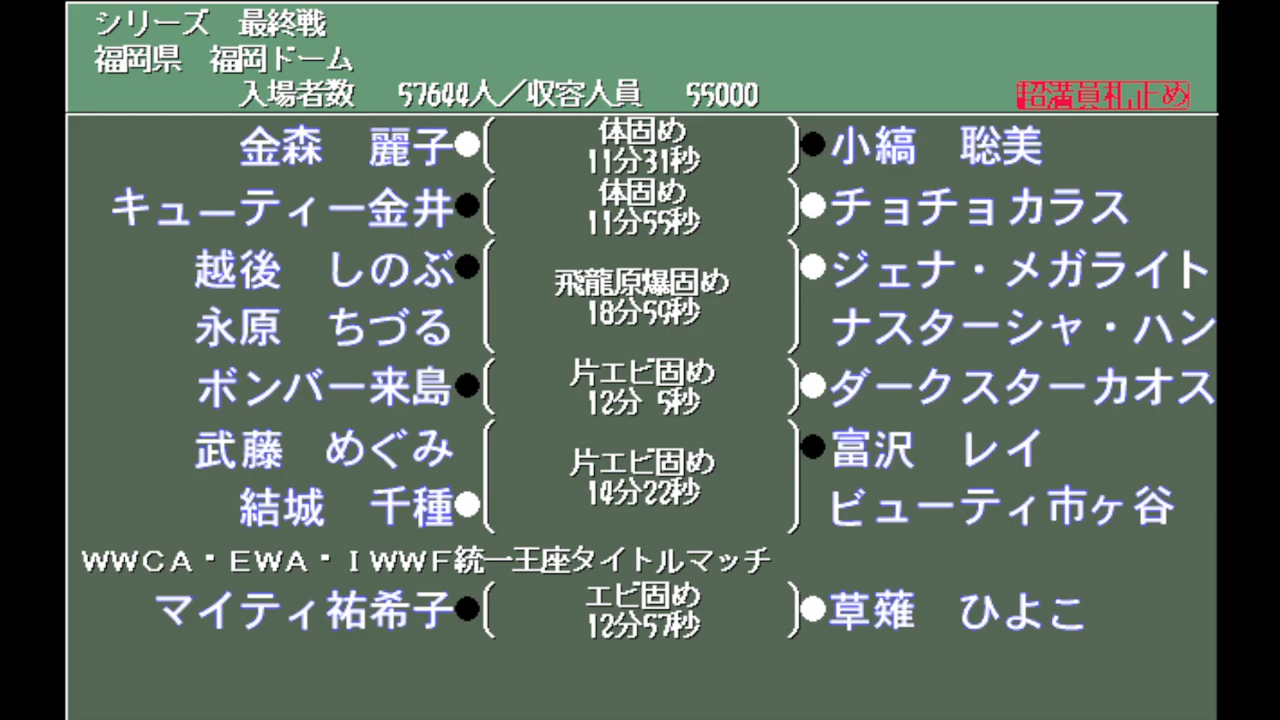 シリーズ 最終戦
福岡県 福岡ドーム
入場者数 57644人／収容人員 55000 超満員札止め
金森 麗子 体固め 11分31秒 小縞 聡美
キューティー金井 体固め 11分55秒 チョチョカラス
越後 しのぶ 飛龍原爆固め 18分59秒 ジェナ・メガライト
永原 ちづる ナスターシャ・ハン
ボンバー来島 片エビ固め 12分 5秒 ダークスターカオス
武藤 めぐみ 片エビ固め 14分22秒 富沢 レイ
結城 千種 ビューティ市ヶ谷
WWCA・EWA・IWWF統一王座タイトルマッチ
マイティ祐希子 エビ固め 12分57秒 草薙 ひよこ